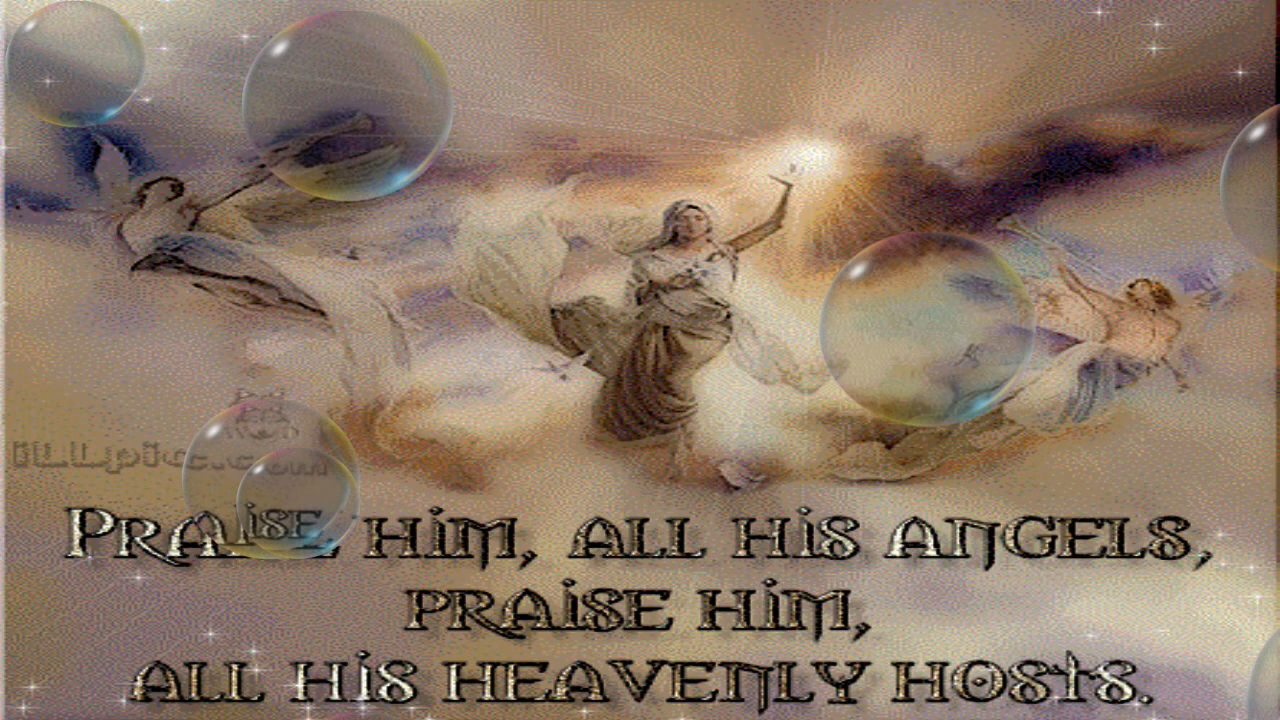 Praise Him, all His angels,
praise Him,
all His heavenly hosts.